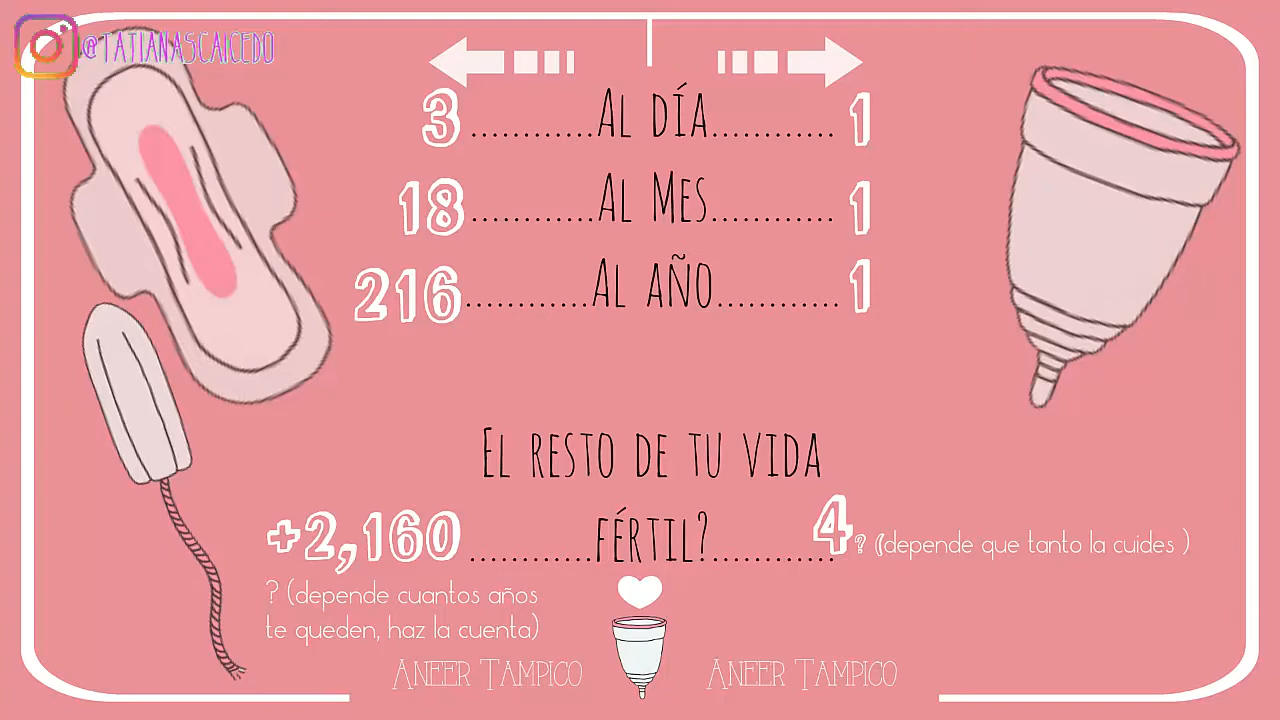 @TATIANASCAICEDO
3............AL DÍA............1
18............AL MES............1
216............AL AÑO............1
EL RESTO DE TU VIDA
+2,160............FÉRTIL?............4? ((depende que tanto la cuides )
? (depende cuantos años
te queden, haz la cuenta)
ANEER TAMPICO ANEER TAMPICO